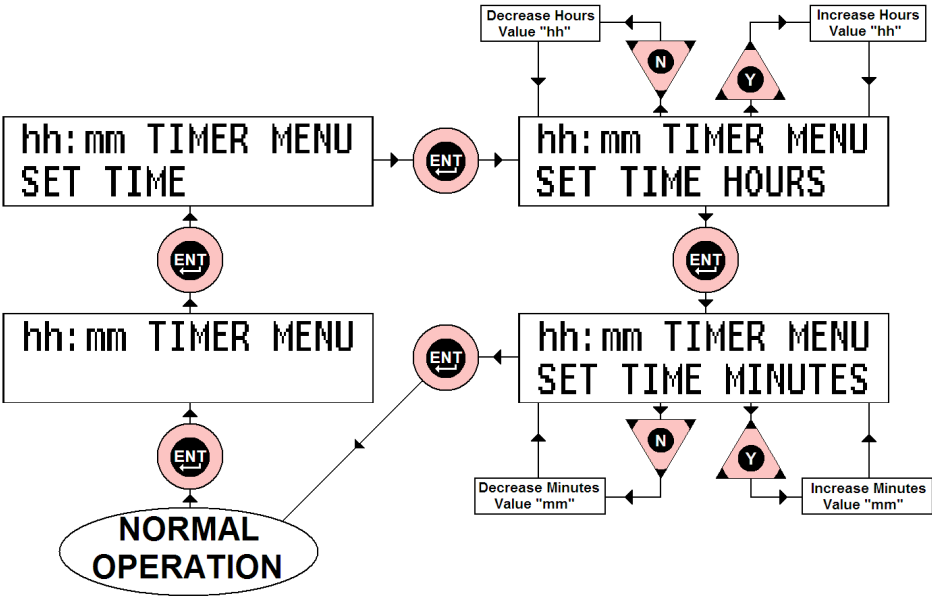 Decrease Hours
Value "hh"
N
Y
Increase Hours
Value "hh"
hh:mm TIMER MENU
SET TIME
ENT
hh:mm TIMER MENU
SET TIME HOURS
ENT
ENT
hh:mm TIMER MENU
ENT
hh:mm TIMER MENU
SET TIME MINUTES
ENT
N
Y
Decrease Minutes
Value "mm"
Increase Minutes
Value "mm"
NORMAL
OPERATION